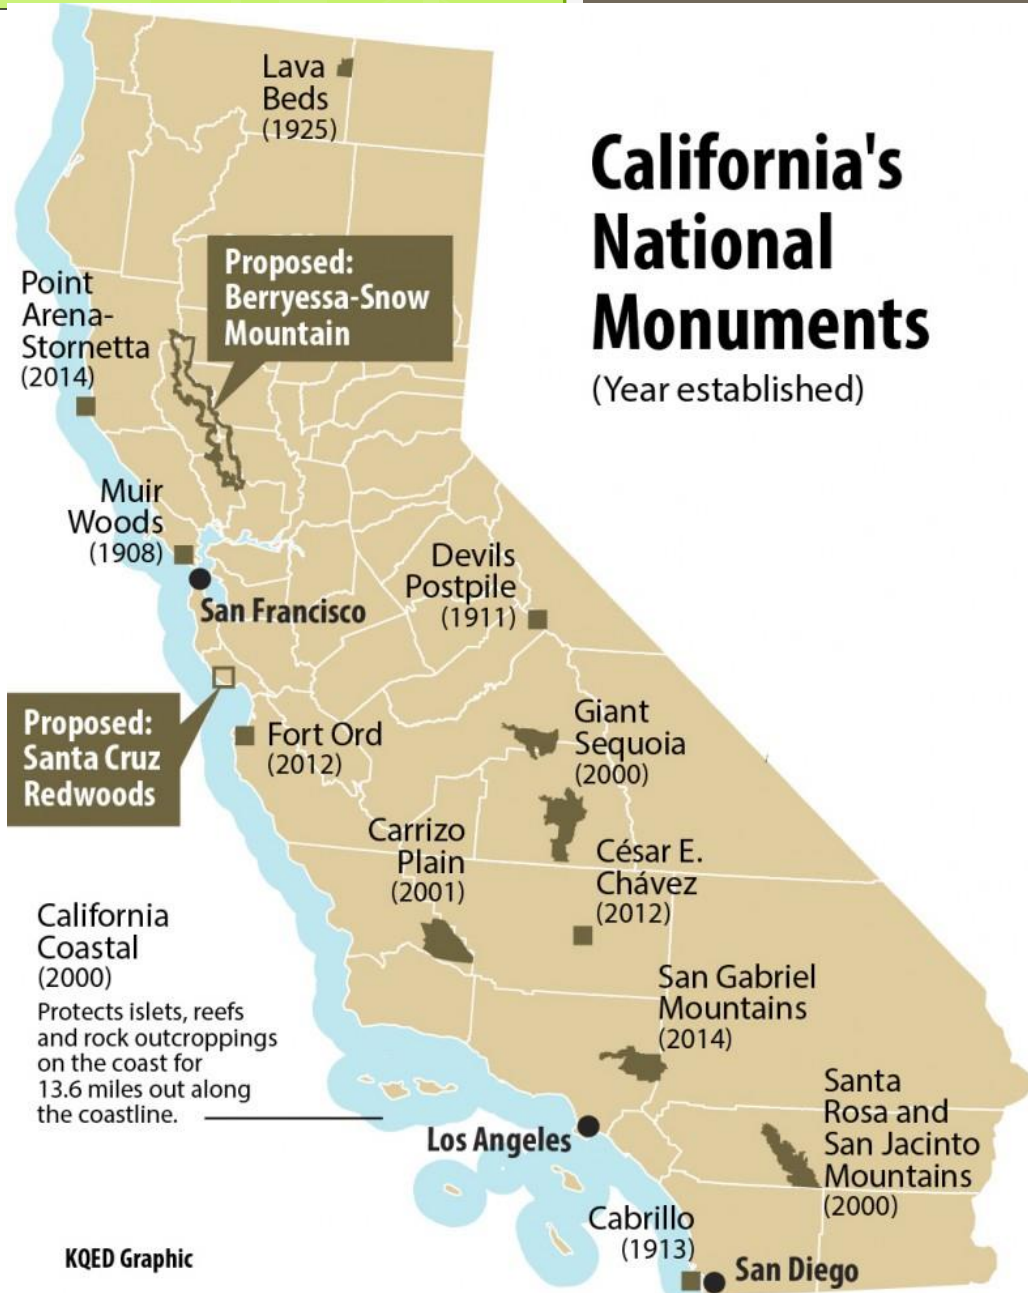 California's
National
Monuments
(Year established)
Lava
Beds
(1925)
Proposed:
Berryessa-Snow
Mountain
Point
Arena-
Stornetta
(2014)
Muir
Woods
(1908)
San Francisco
Devils
Postpile
(1911)
Proposed:
Santa Cruz
Redwoods
Fort Ord
(2012)
Giant
Sequoia
(2000)
Carrizo
Plain
(2001)
César E.
Chávez
(2012)
California
Coastal
(2000)
Protects islets, reefs
and rock outcroppings
on the coast for
13.6 miles out along
the coastline.
San Gabriel
Mountains
(2014)
Los Angeles
Santa
Rosa and
San Jacinto
Mountains
(2000)
Cabrillo
(1913)
San Diego
KQED Graphic